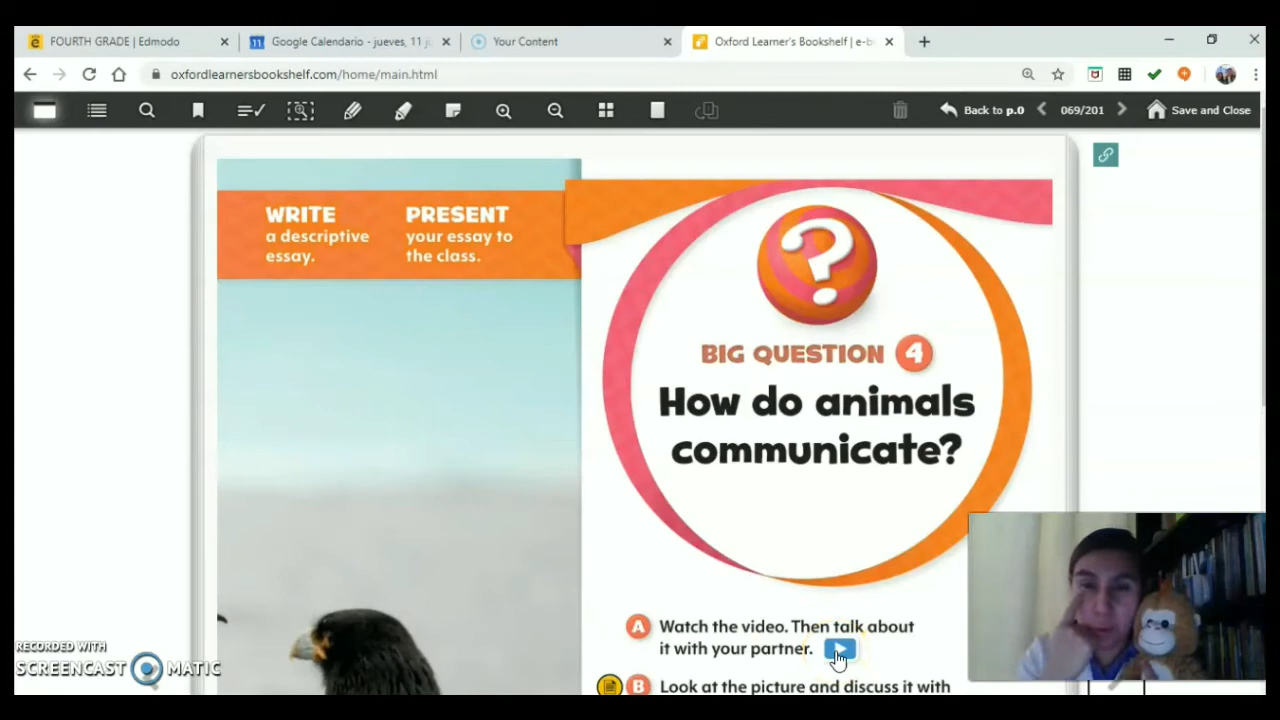 FOURTH GRADE | Edmodo
Google Calendario - jueves, 11 ju
Your Content
Oxford Learner's Bookshelf | e-b
oxfordlearnersbookshelf.com/home/main.html
Back to p.0
069/201
Save and Close
WRITE
a descriptive
essay.
PRESENT
your essay to
the class.
?
BIG QUESTION 4
How do animals
communicate?
A Watch the video. Then talk about
it with your partner.
B Look at the picture and discuss it with
RECORDED WITH
SCREENCAST MATIC